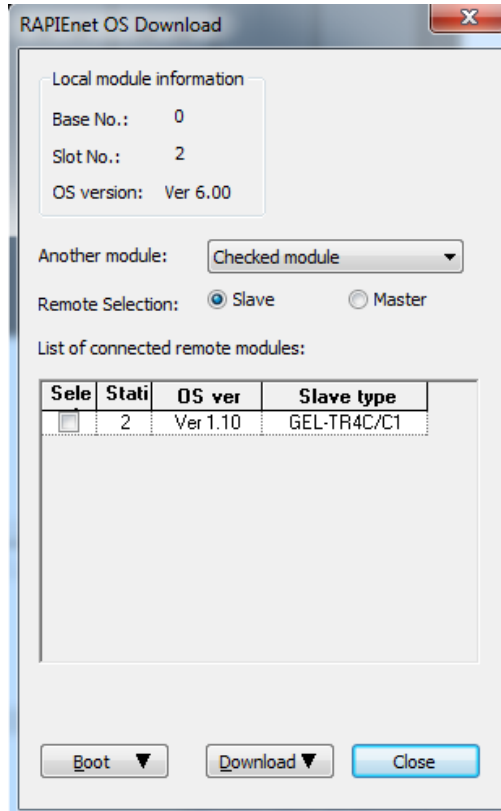 RAPIEnet OS Download
Local module information
Base No.: 0
Slot No.: 2
OS version: Ver 6.00
Another module: Checked module
Remote Selection: Slave Master
List of connected remote modules:
Sele Stati OS ver Slave type
2 Ver 1.10 GEL-TR4C/C1
Boot Download Close